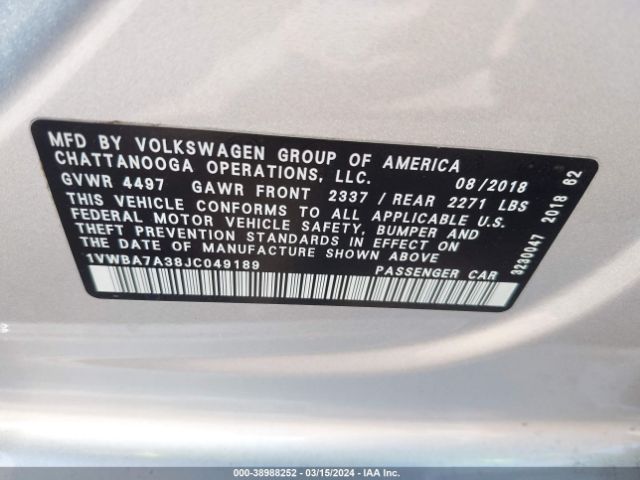 MFD BY VOLKSWAGEN GROUP OF AMERICA
CHATTANOOGA OPERATIONS, LLC. 08/2018
GVWR 4497 GAWR FRONT 2337 / REAR 2271 LBS
THIS VEHICLE CONFORMS TO ALL APPLICABLE U.S.
FEDERAL MOTOR VEHICLE SAFETY, BUMPER AND
THEFT PREVENTION STANDARDS IN EFFECT ON
THE DATE OF MANUFACTURE SHOWN ABOVE.
1VWBA7A38JC049189 PASSENGER CAR
3230047 2018 62
000-38988252 - 03/15/2024 - IAA Inc.